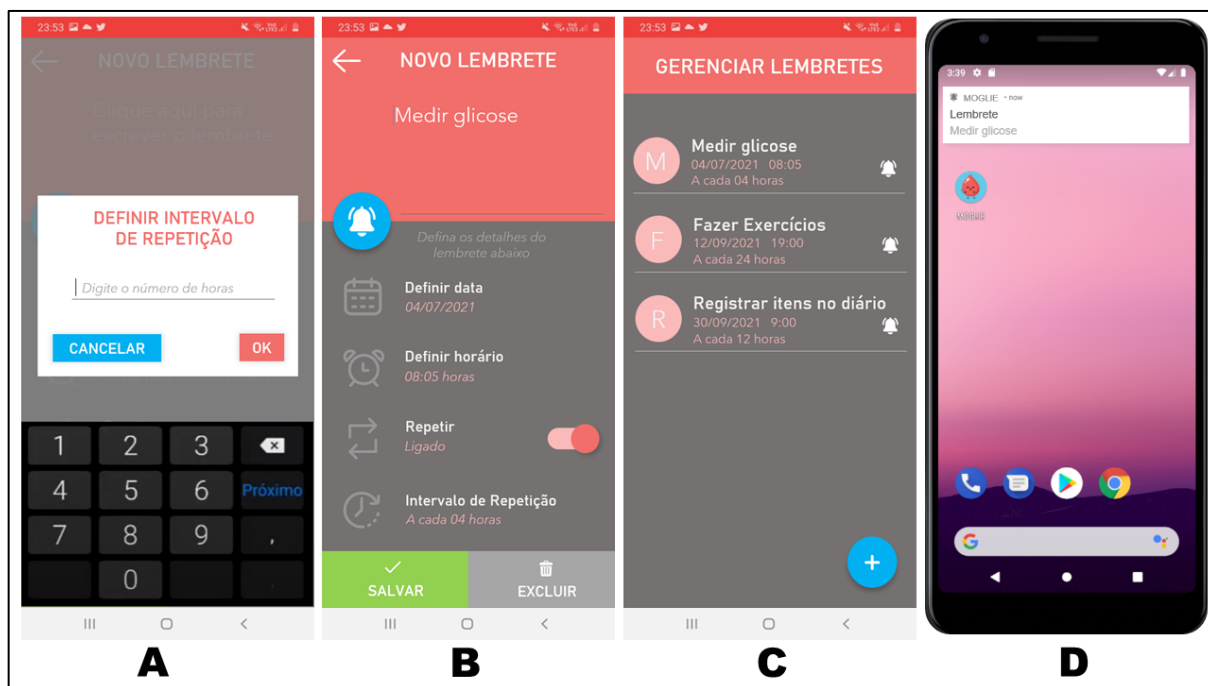 23:53
NOVO LEMBRETE
Clique aqui para
escrever o lembrete
DEFINIR INTERVALO
DE REPETIÇÃO
Digite o número de horas
CANCELAR
OK
1 2 3
4 5 6 Próximo
7 8 9 ,
0 .
A
23:53
NOVO LEMBRETE
Medir glicose
Defina os detalhes do
lembrete abaixo
Definir data
04/07/2021
Definir horário
08:05 horas
Repetir
Ligado
Intervalo de Repetição
A cada 04 horas
SALVAR
EXCLUIR
B
23:53
GERENCIAR LEMBRETES
M
Medir glicose
04/07/2021 08:05
A cada 04 horas
F
Fazer Exercícios
12/09/2021 19:00
A cada 24 horas
R
Registrar itens no diário
30/09/2021 9:00
A cada 12 horas
+
C
3:39
MOGLIE - now
Lembrete
Medir glicose
MOGLIE
G
D